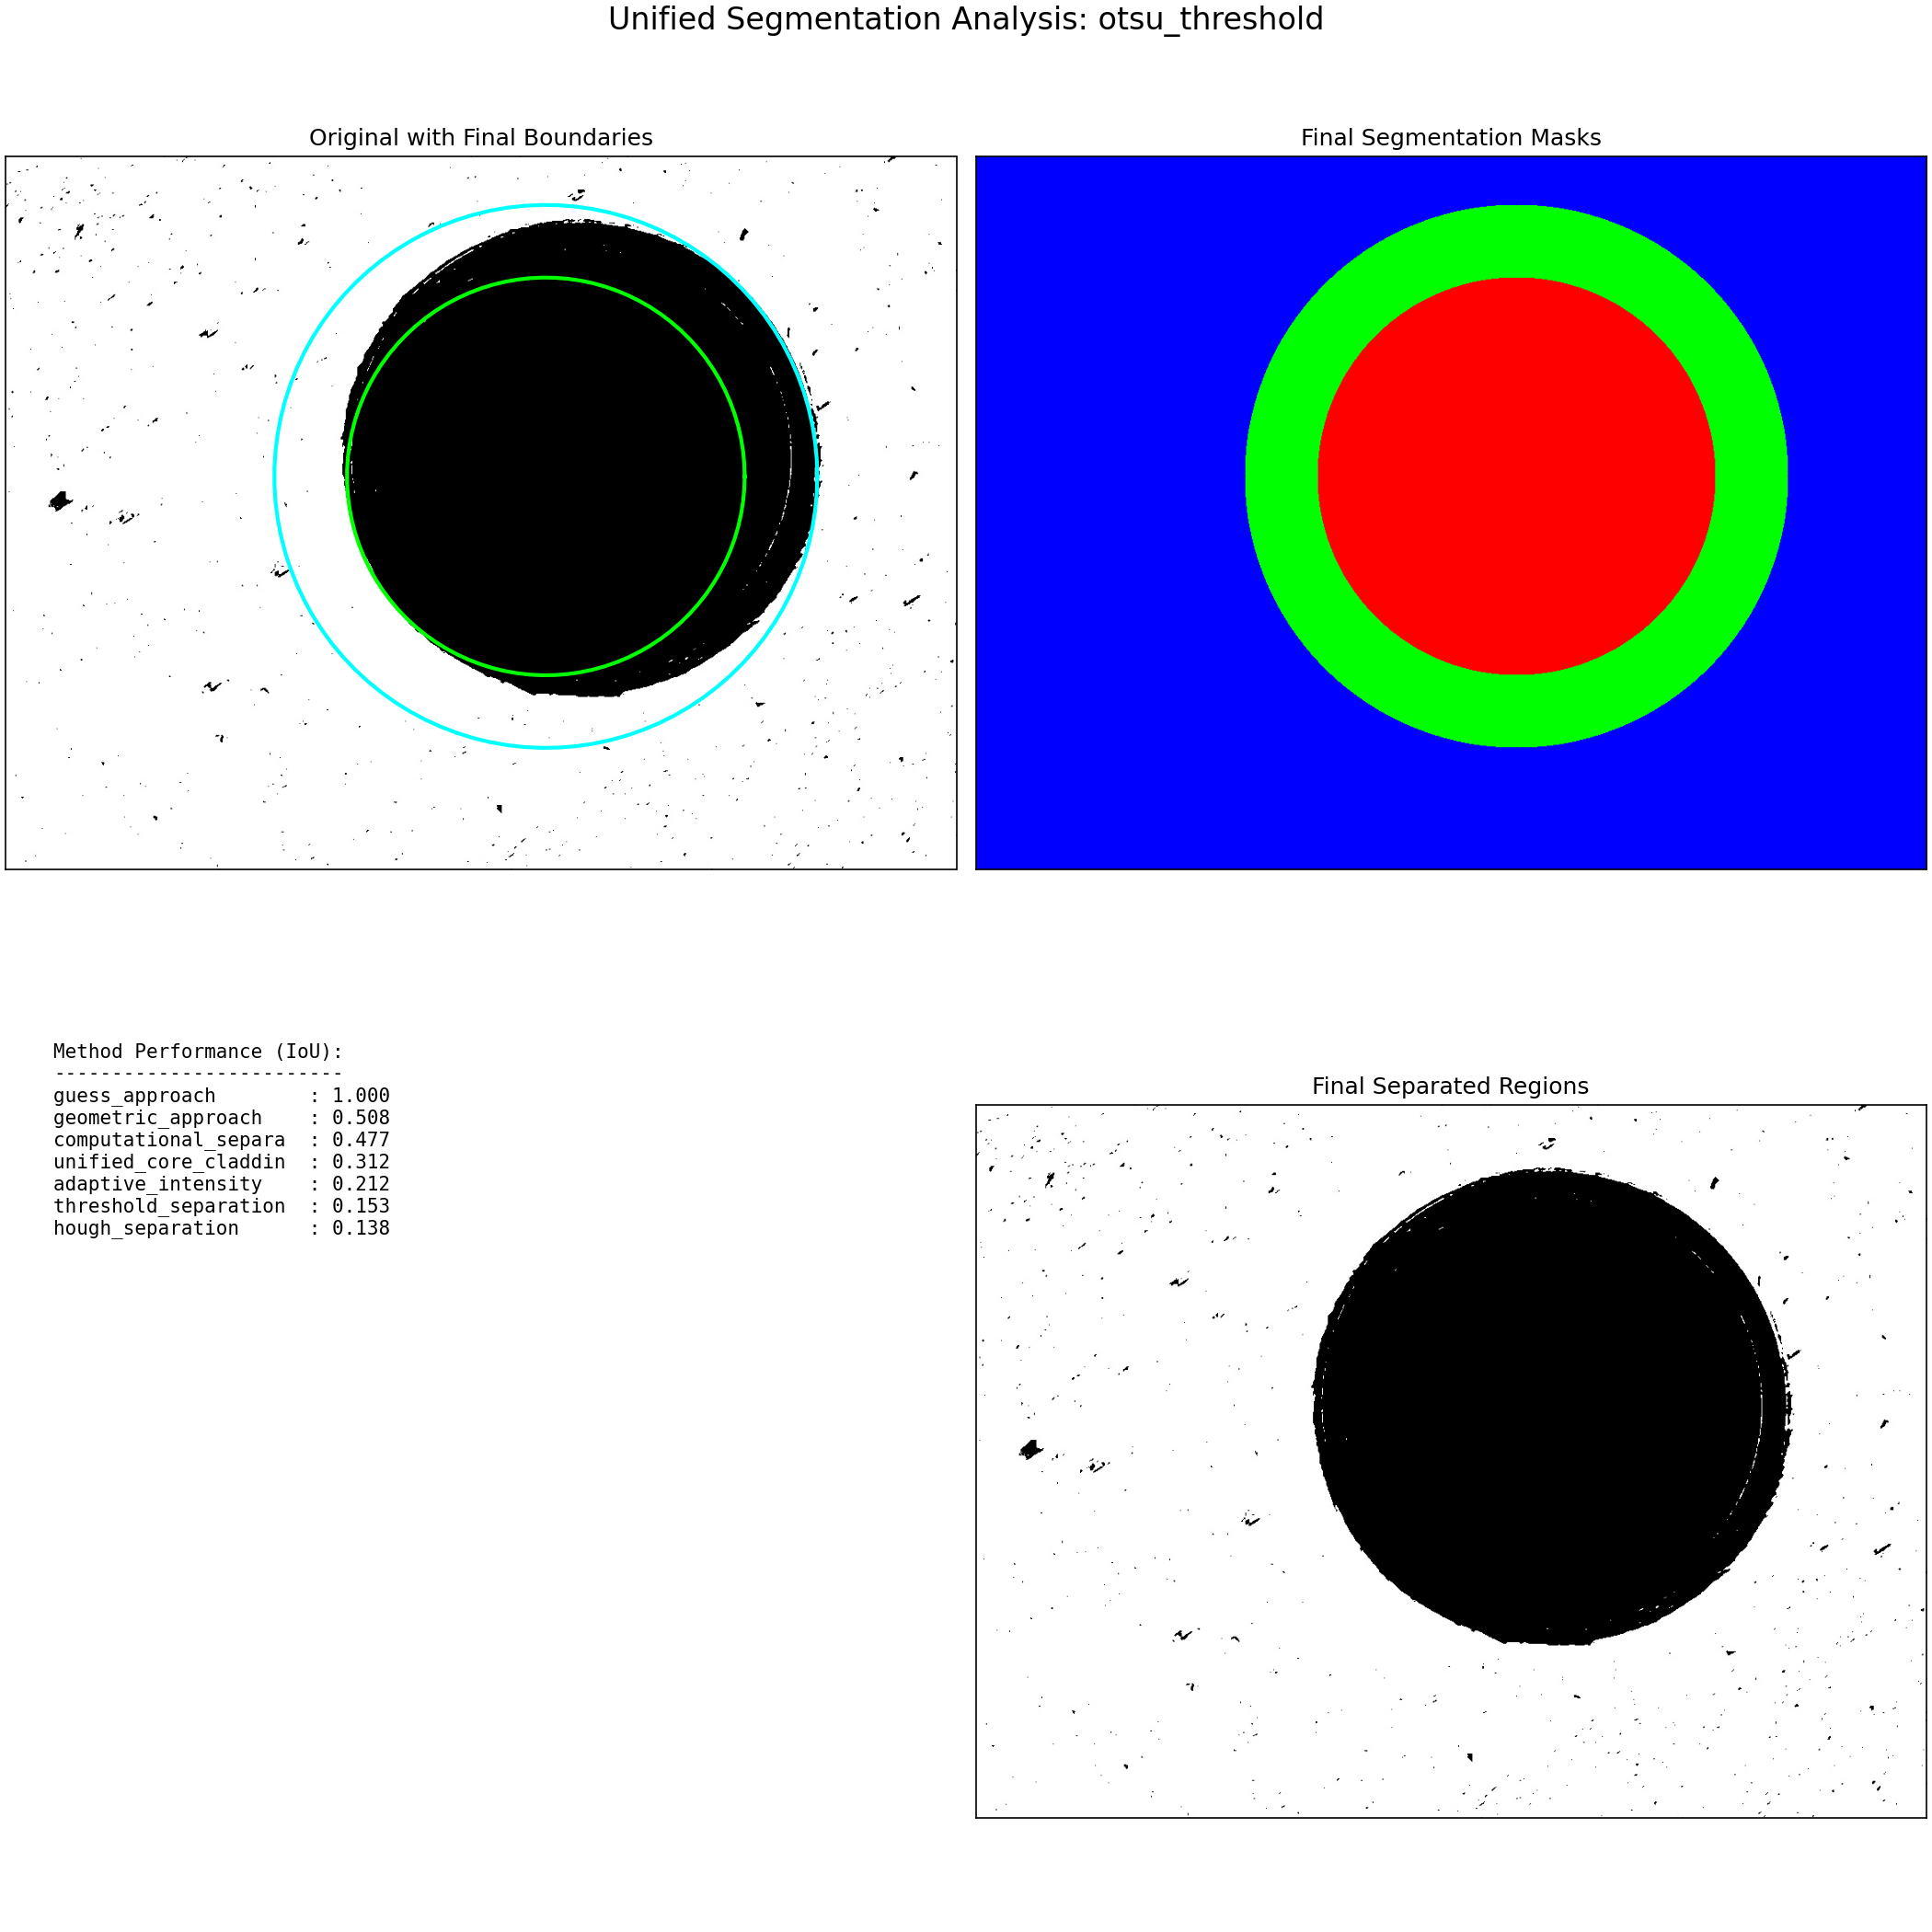 Unified Segmentation Analysis: otsu_threshold
Original with Final Boundaries
Final Segmentation Masks
Method Performance (IoU):
-------------------------
guess_approach        : 1.000
geometric_approach    : 0.508
computational_separa  : 0.477
unified_core_claddin  : 0.312
adaptive_intensity    : 0.212
threshold_separation  : 0.153
hough_separation      : 0.138
Final Separated Regions